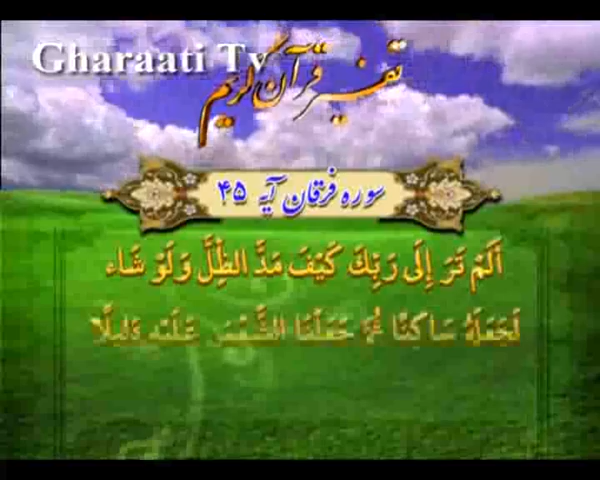 Gharaati Tv
تفسیر قرآن کریم
سوره فرقان آیه ۴۵
أَلَمْ تَرَ إِلَى رَبِّكَ كَيْفَ مَدَّ الظِّلَّ وَلَوْ شَاء
لَجَعَلَهُ سَاكِنًا ثُمَّ جَعَلْنَا الشَّمْسَ عَلَيْهِ دَلِيلًا